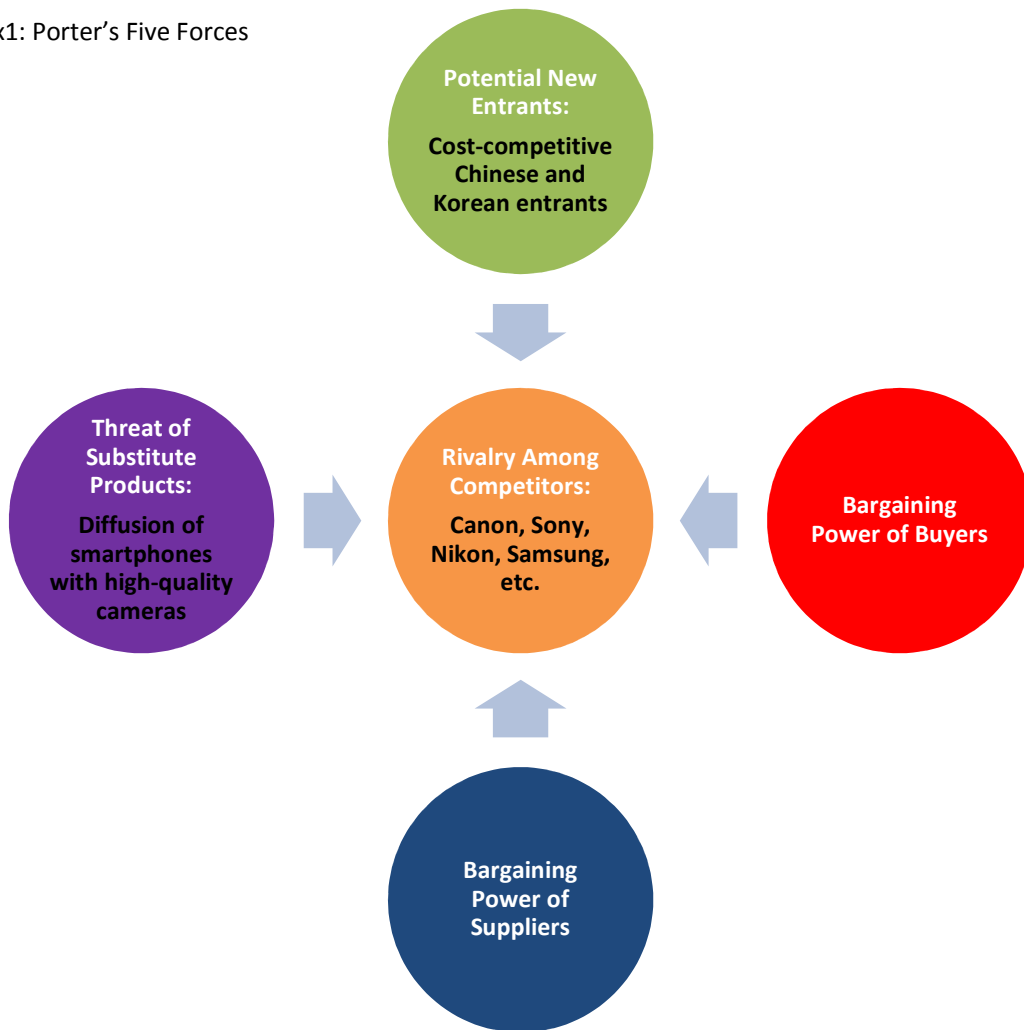 x1: Porter’s Five Forces
Potential New
Entrants:
Cost-competitive
Chinese and
Korean entrants
Threat of
Substitute
Products:
Diffusion of
smartphones
with high-quality
cameras
Rivalry Among
Competitors:
Canon, Sony,
Nikon, Samsung,
etc.
Bargaining
Power of Buyers
Bargaining
Power of
Suppliers